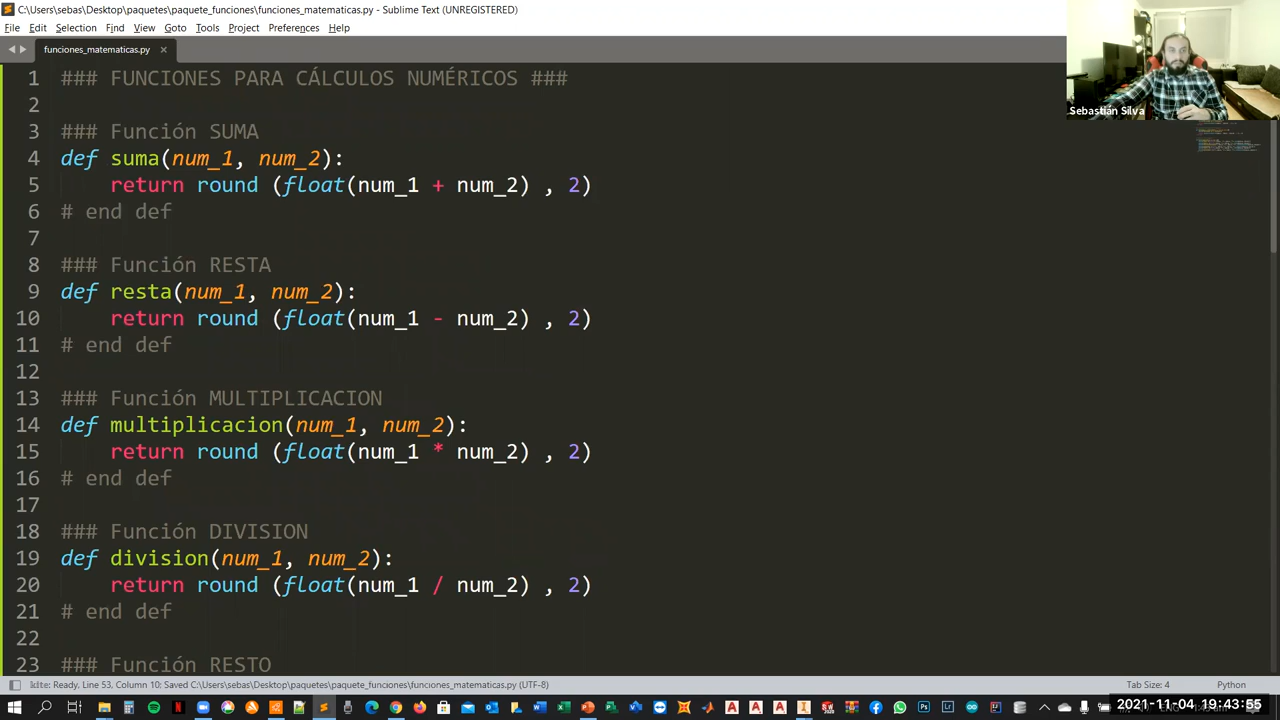 C:\Users\sebas\Desktop\paquetes\paquete_funciones\funciones_matematicas.py - Sublime Text (UNREGISTERED)
File Edit Selection Find View Goto Tools Project Preferences Help
funciones_matematicas.py
Sebastián Silva
1 ### FUNCIONES PARA CÁLCULOS NUMÉRICOS ###
2
3 ### Función SUMA
4 def suma(num_1, num_2):
5 return round (float(num_1 + num_2) , 2)
6 # end def
7
8 ### Función RESTA
9 def resta(num_1, num_2):
10 return round (float(num_1 - num_2) , 2)
11 # end def
12
13 ### Función MULTIPLICACION
14 def multiplicacion(num_1, num_2):
15 return round (float(num_1 * num_2) , 2)
16 # end def
17
18 ### Función DIVISION
19 def division(num_1, num_2):
20 return round (float(num_1 / num_2) , 2)
21 # end def
22
23 ### Función RESTO
Ready, Line 53, Column 10; Saved C:\Users\sebas\Desktop\paquetes\paquete_funciones\funciones_matematicas.py (UTF-8) Tab Size: 4 Python
2021-11-04 19:43:55